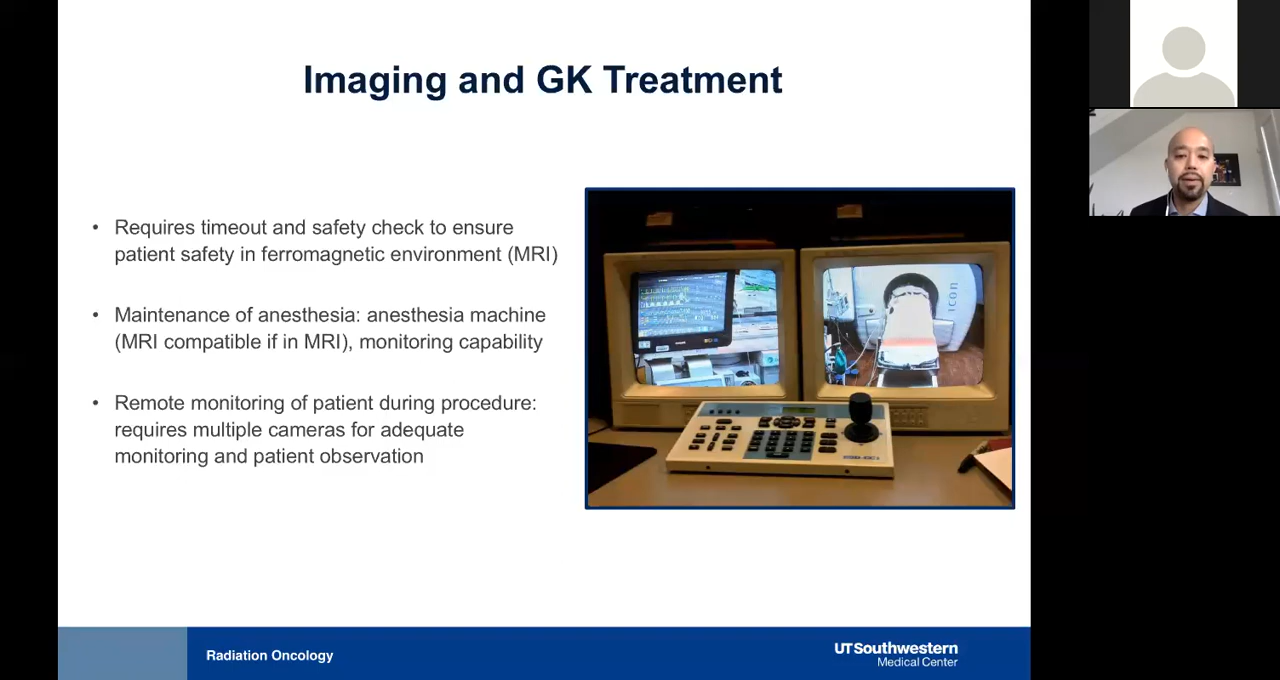 Imaging and GK Treatment
• Requires timeout and safety check to ensure
patient safety in ferromagnetic environment (MRI)
• Maintenance of anesthesia: anesthesia machine
(MRI compatible if in MRI), monitoring capability
• Remote monitoring of patient during procedure:
requires multiple cameras for adequate
monitoring and patient observation
icon
Radiation Oncology
UTSouthwestern
Medical Center